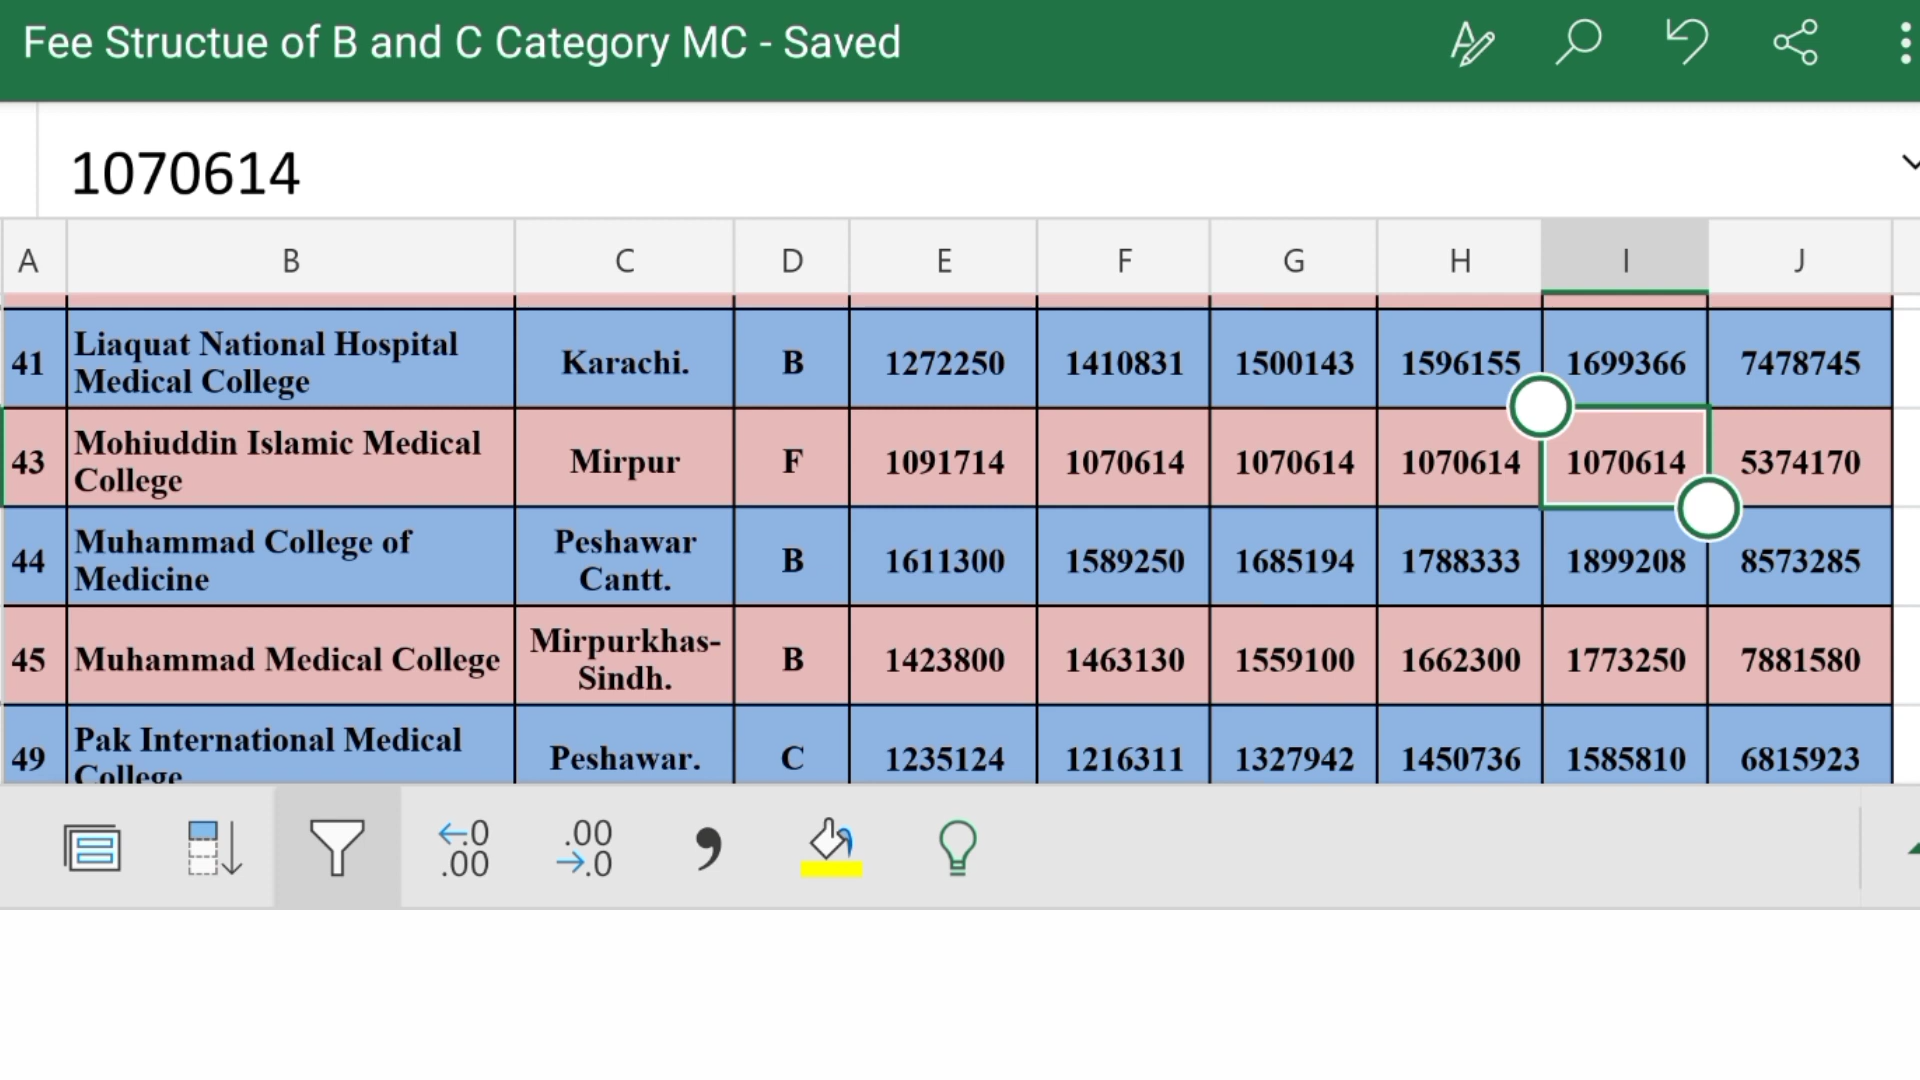 Fee Structue of B and C Category MC - Saved
1070614
A B C D E F G H I J
41 Liaquat National Hospital Medical College Karachi. B 1272250 1410831 1500143 1596155 1699366 7478745
43 Mohiuddin Islamic Medical College Mirpur F 1091714 1070614 1070614 1070614 1070614 5374170
44 Muhammad College of Medicine Peshawar Cantt. B 1611300 1589250 1685194 1788333 1899208 8573285
45 Muhammad Medical College Mirpurkhas-Sindh. B 1423800 1463130 1559100 1662300 1773250 7881580
49 Pak International Medical College Peshawar. C 1235124 1216311 1327942 1450736 1585810 6815923
←.0 .00 .00 →.0